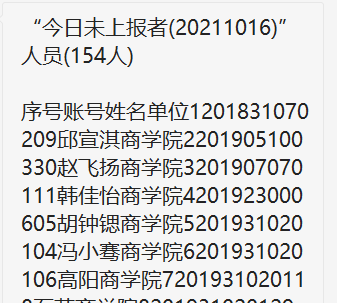 “今日未上报者(20211016)”
人员(154人)
序号账号姓名单位1201831070
209邱宣淇商学院2201905100
330赵飞扬商学院3201907070
111韩佳怡商学院4201923000
605胡钟锶商学院5201931020
104冯小骞商学院6201931020
106高阳商学院720193102011